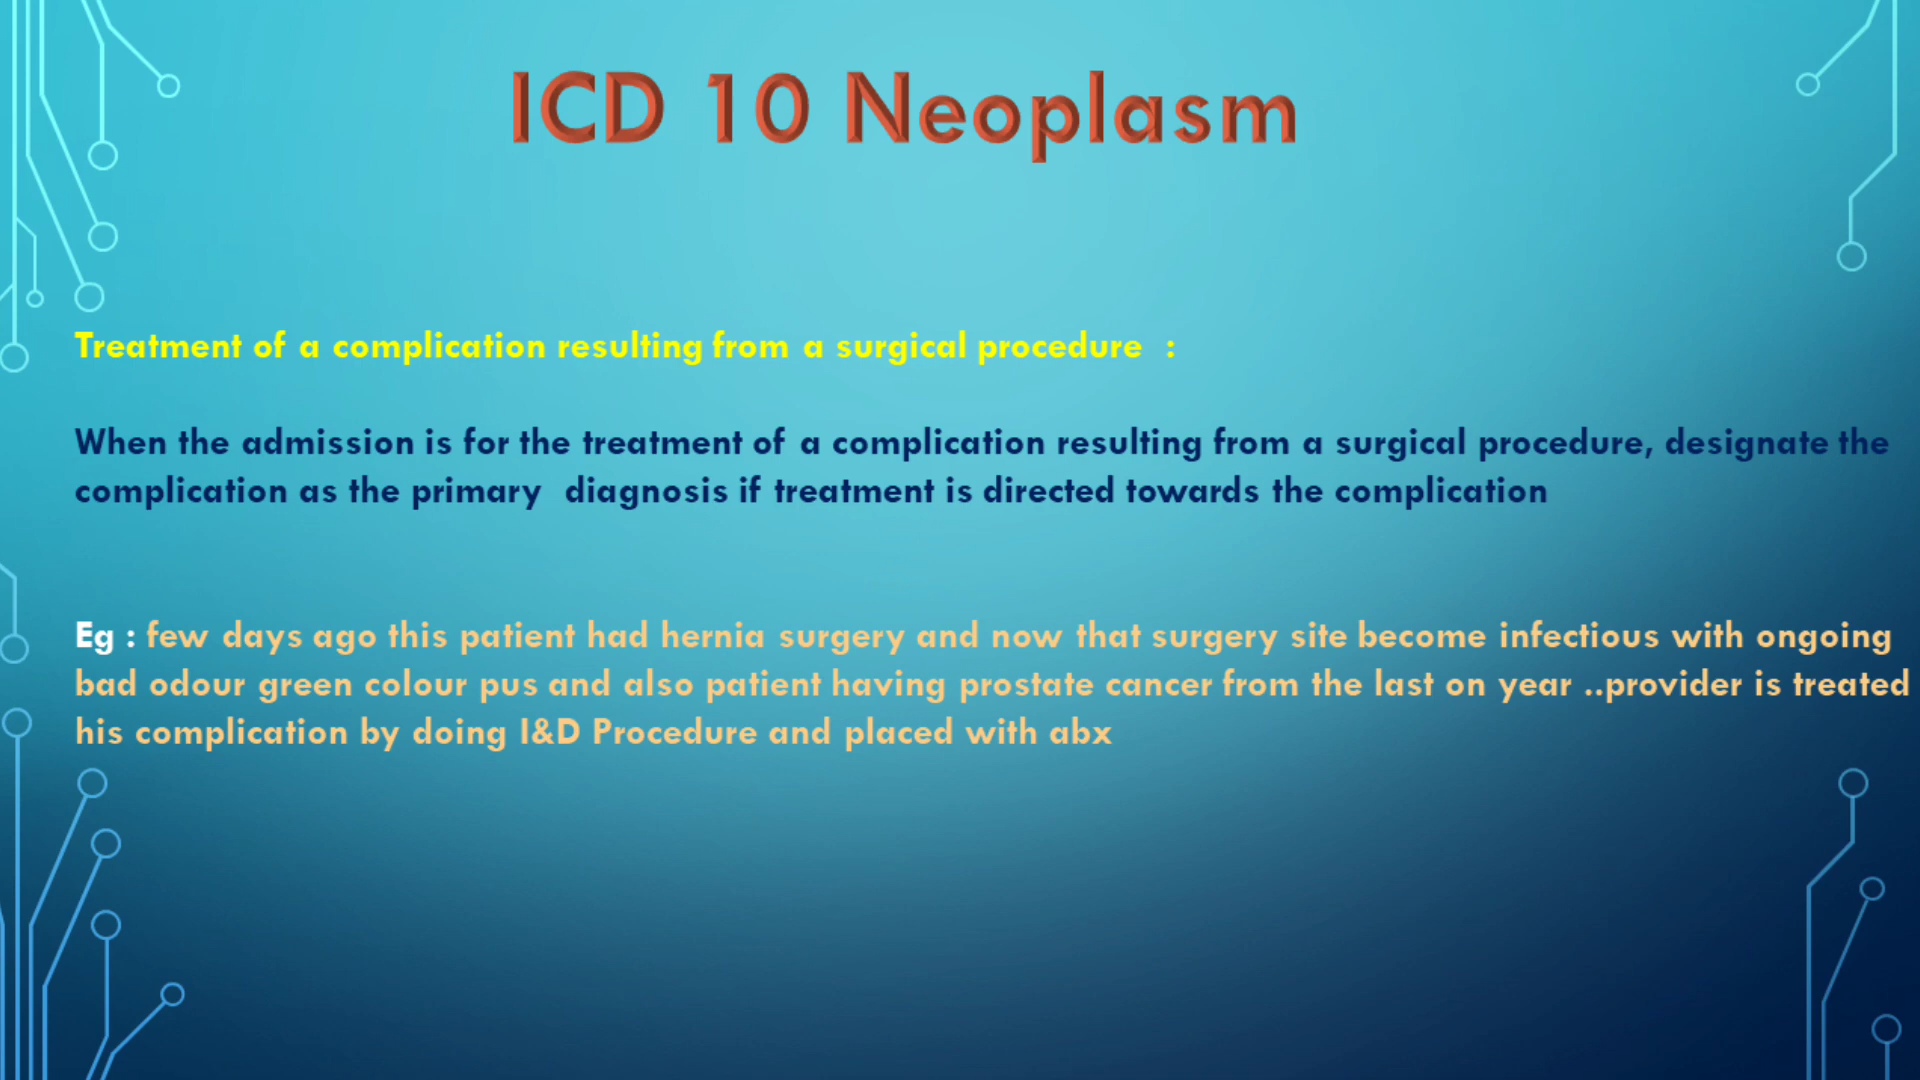 ICD 10 Neoplasm
Treatment of a complication resulting from a surgical procedure  :
When the admission is for the treatment of a complication resulting from a surgical procedure, designate the
complication as the primary  diagnosis if treatment is directed towards the complication
Eg : few days ago this patient had hernia surgery and now that surgery site become infectious with ongoing
bad odour green colour pus and also patient having prostate cancer from the last on year ..provider is treated
his complication by doing I&D Procedure and placed with abx